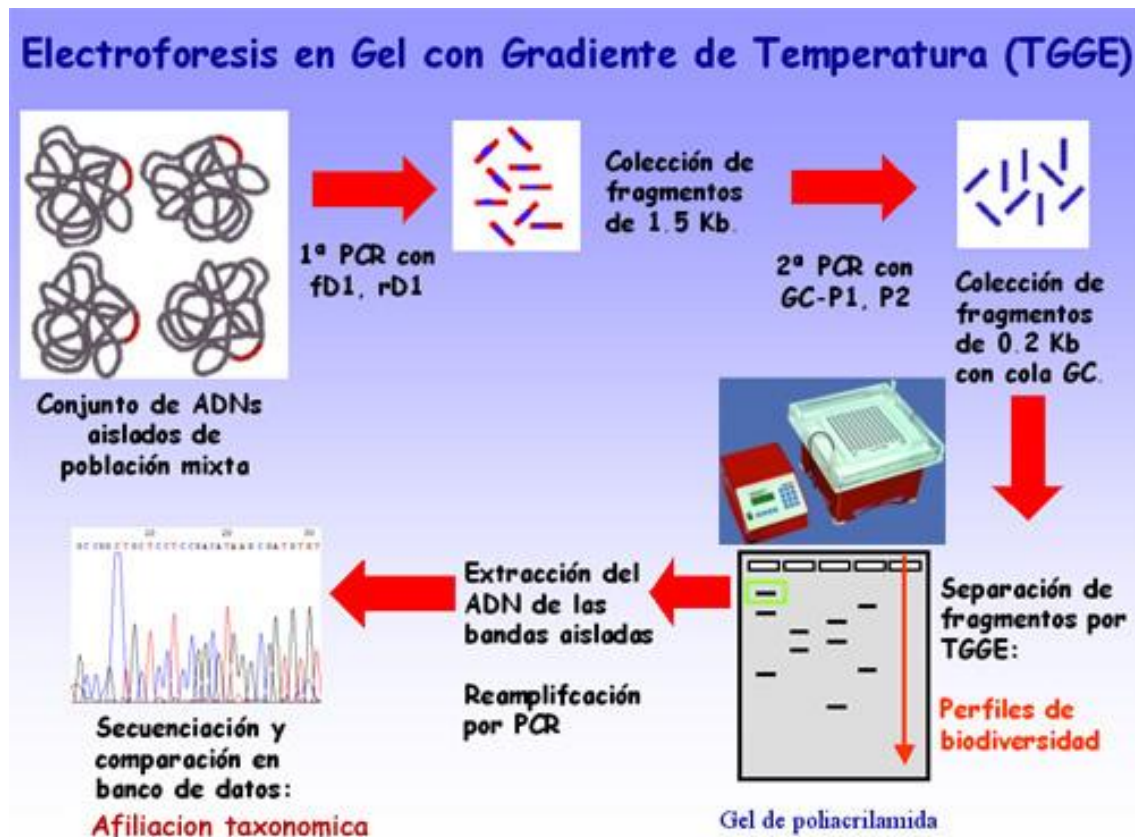 Electroforesis en Gel con Gradiente de Temperatura (TGGE)
1ª PCR con
fD1, rD1
Colección de
fragmentos
de 1.5 Kb.
2ª PCR con
GC-P1, P2
Colección de
fragmentos
de 0.2 Kb
con cola GC.
Conjunto de ADNs
aislados de
población mixta
Separación de
fragmentos por
TGGE:
Perfiles de
biodiversidad
Gel de poliacrilamida
Extracción del
ADN de las
bandas aisladas
Reamplifcación
por PCR
Secuenciación y
comparación en
banco de datos:
Afiliacion taxonomica